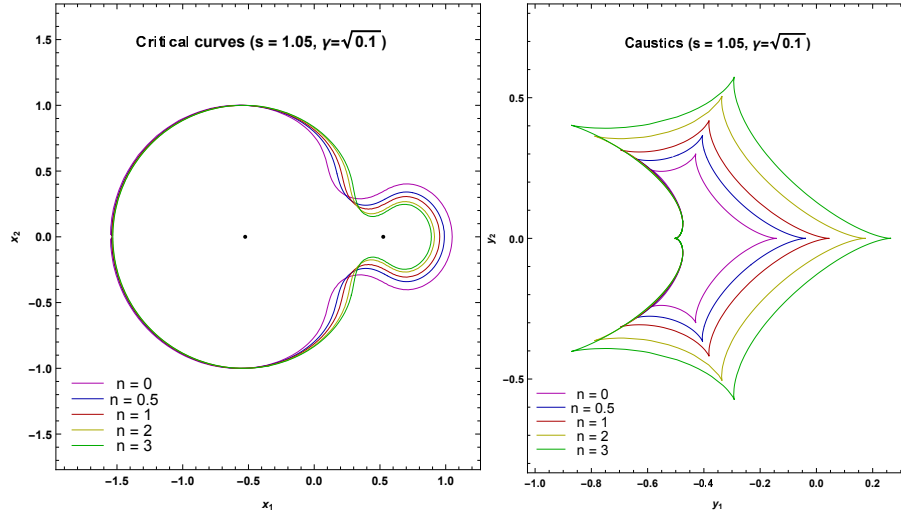 Critical curves (s = 1.05, γ=√0.1)
1.5
1.0
0.5
0.0
-0.5
-1.0
-1.5
x₂
n = 0
n = 0.5
n = 1
n = 2
n = 3
-1.5 -1.0 -0.5 0.0 0.5 1.0
x₁
Caustics (s = 1.05, γ=√0.1)
0.5
0.0
-0.5
y₂
n = 0
n = 0.5
n = 1
n = 2
n = 3
-1.0 -0.8 -0.6 -0.4 -0.2 0.0 0.2
y₁